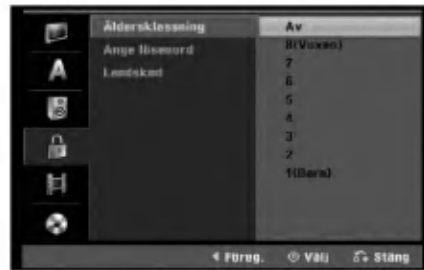 Åldersklassning
Ange lösenord
Landskod
Av
8(Vuxen)
7
6
5
4
3
2
1(Barn)
Föreg.
Välj
Stäng